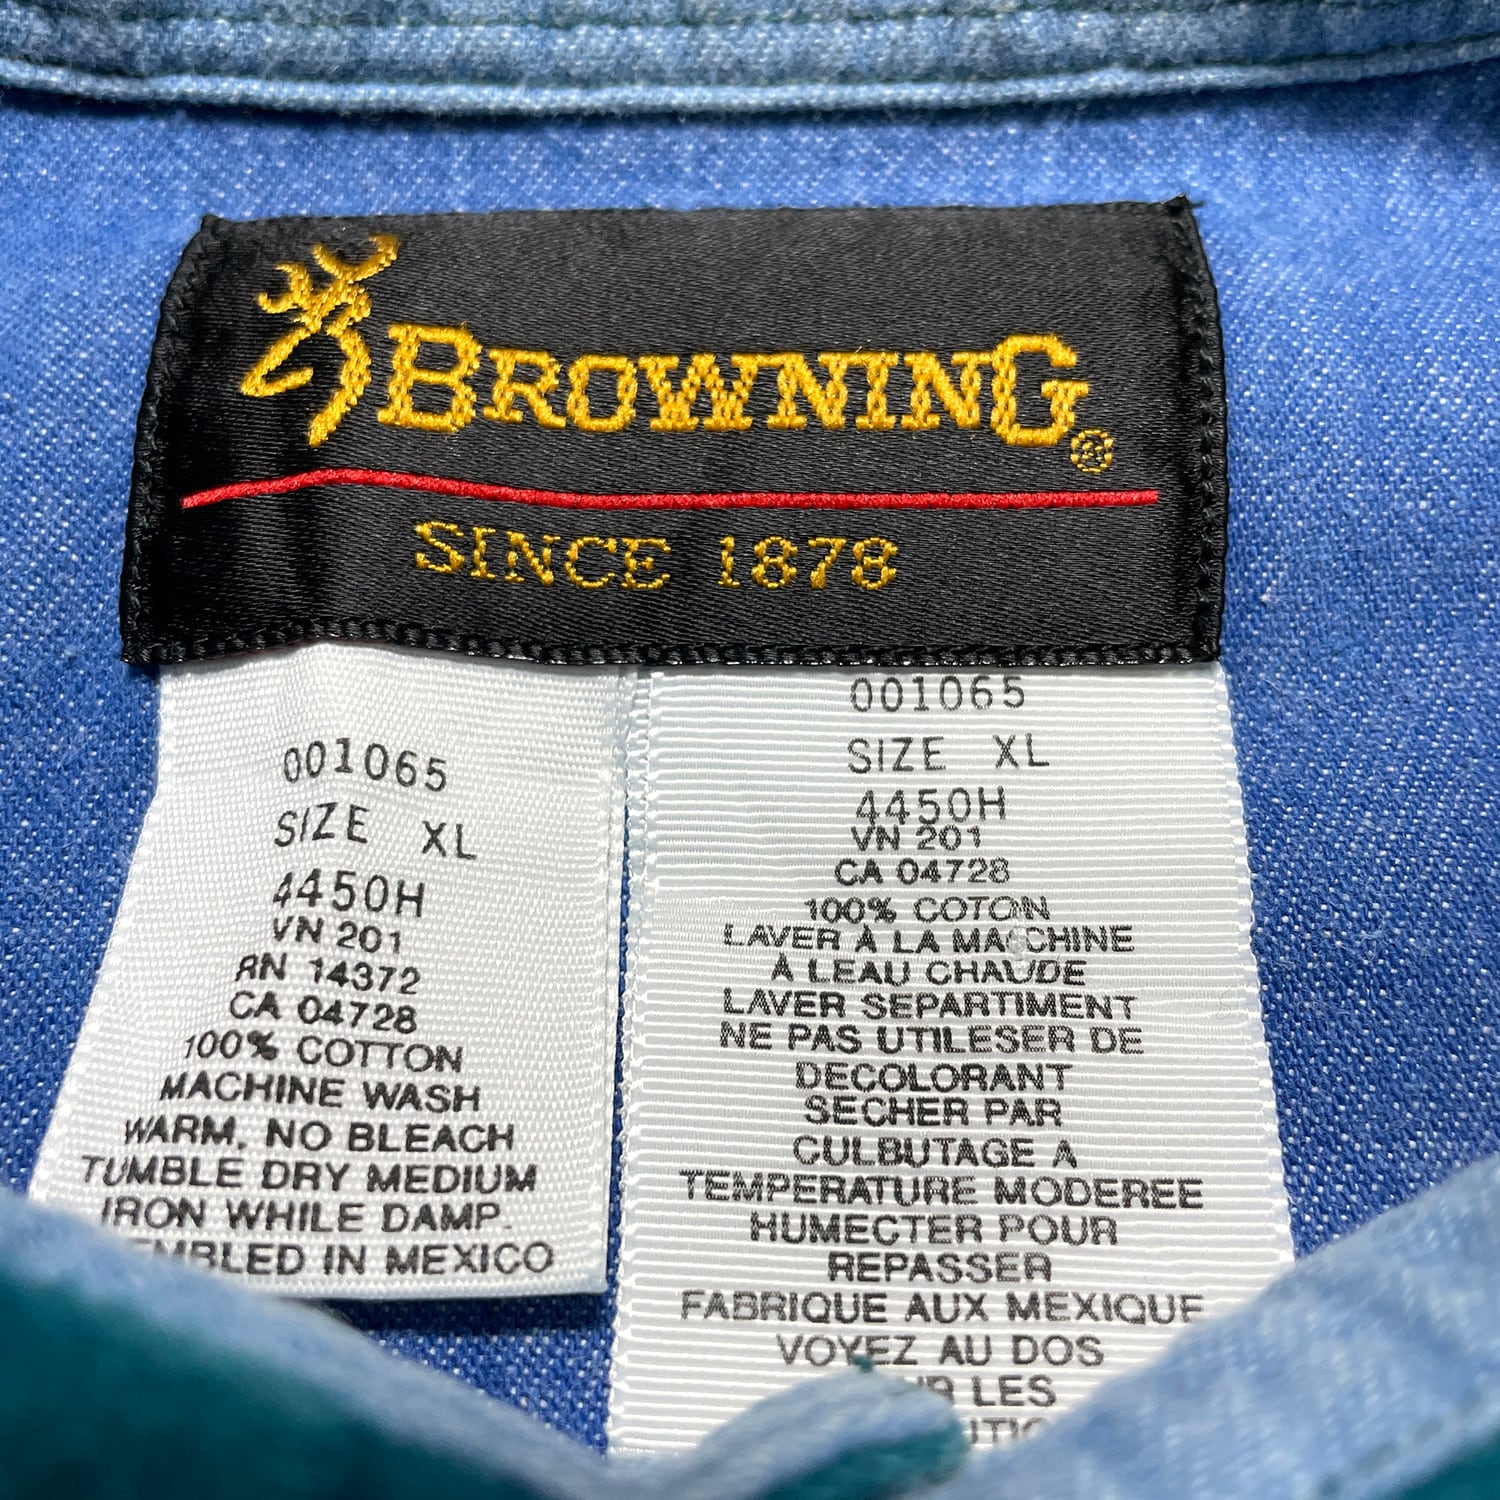 BROWNING®
SINCE 1878
001065
SIZE XL
4450H
VN 201
RN 14372
CA 04728
100% COTTON
MACHINE WASH
WARM, NO BLEACH
TUMBLE DRY MEDIUM
IRON WHILE DAMP.
IN MEXICO
001065
SIZE XL
4450H
VN 201
CA 04728
100% COTON
LAVER À LA MACHINE
À LEAU CHAUDE
LAVER SEPARTIMENT
NE PAS UTILESER DE
DECOLORANT
SECHER PAR
CULBUTAGE A
TEMPERATURE MODEREE
HUMECTER POUR
REPASSER
FABRIQUE AUX MEXIQUE
VOYEZ AU DOS
LES